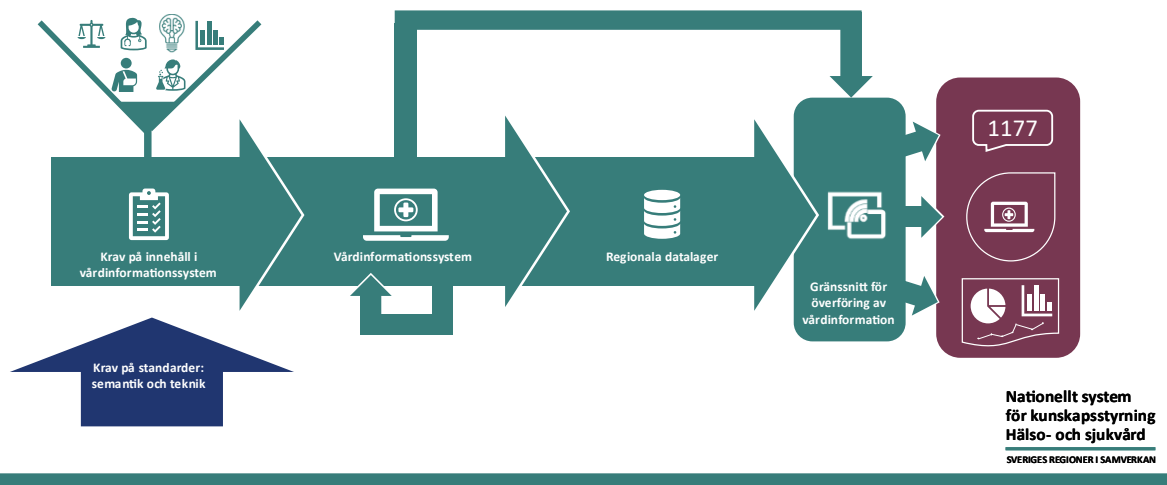 1177
Krav på innehåll i
vårdinformationssystem
Vårdinformationssystem
Regionala datalager
Gränssnitt för
överföring av
vårdinformation
Krav på standarder:
semantik och teknik
Nationellt system
för kunskapsstyrning
Hälso- och sjukvård
SVERIGES REGIONER I SAMVERKAN